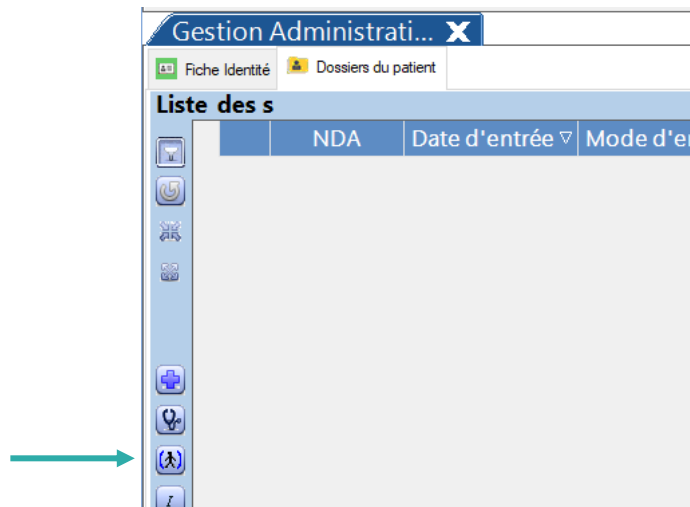 Gestion Administrati...
Fiche Identité Dossiers du patient
Liste des s
NDA Date d'entrée Mode d'e